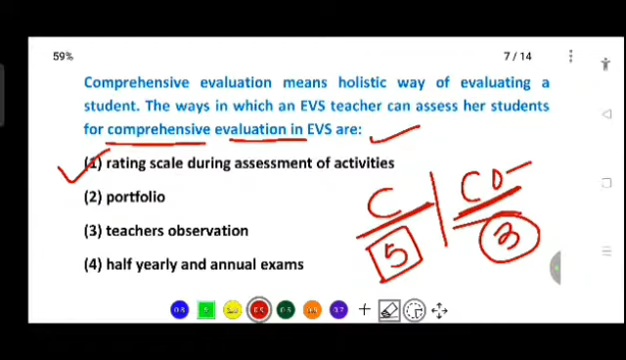 59%
7 / 14
Comprehensive evaluation means holistic way of evaluating a
student. The ways in which an EVS teacher can assess her students
for comprehensive evaluation in EVS are:
(1) rating scale during assessment of activities
(2) portfolio
(3) teachers observation
(4) half yearly and annual exams
C
CO
5
3